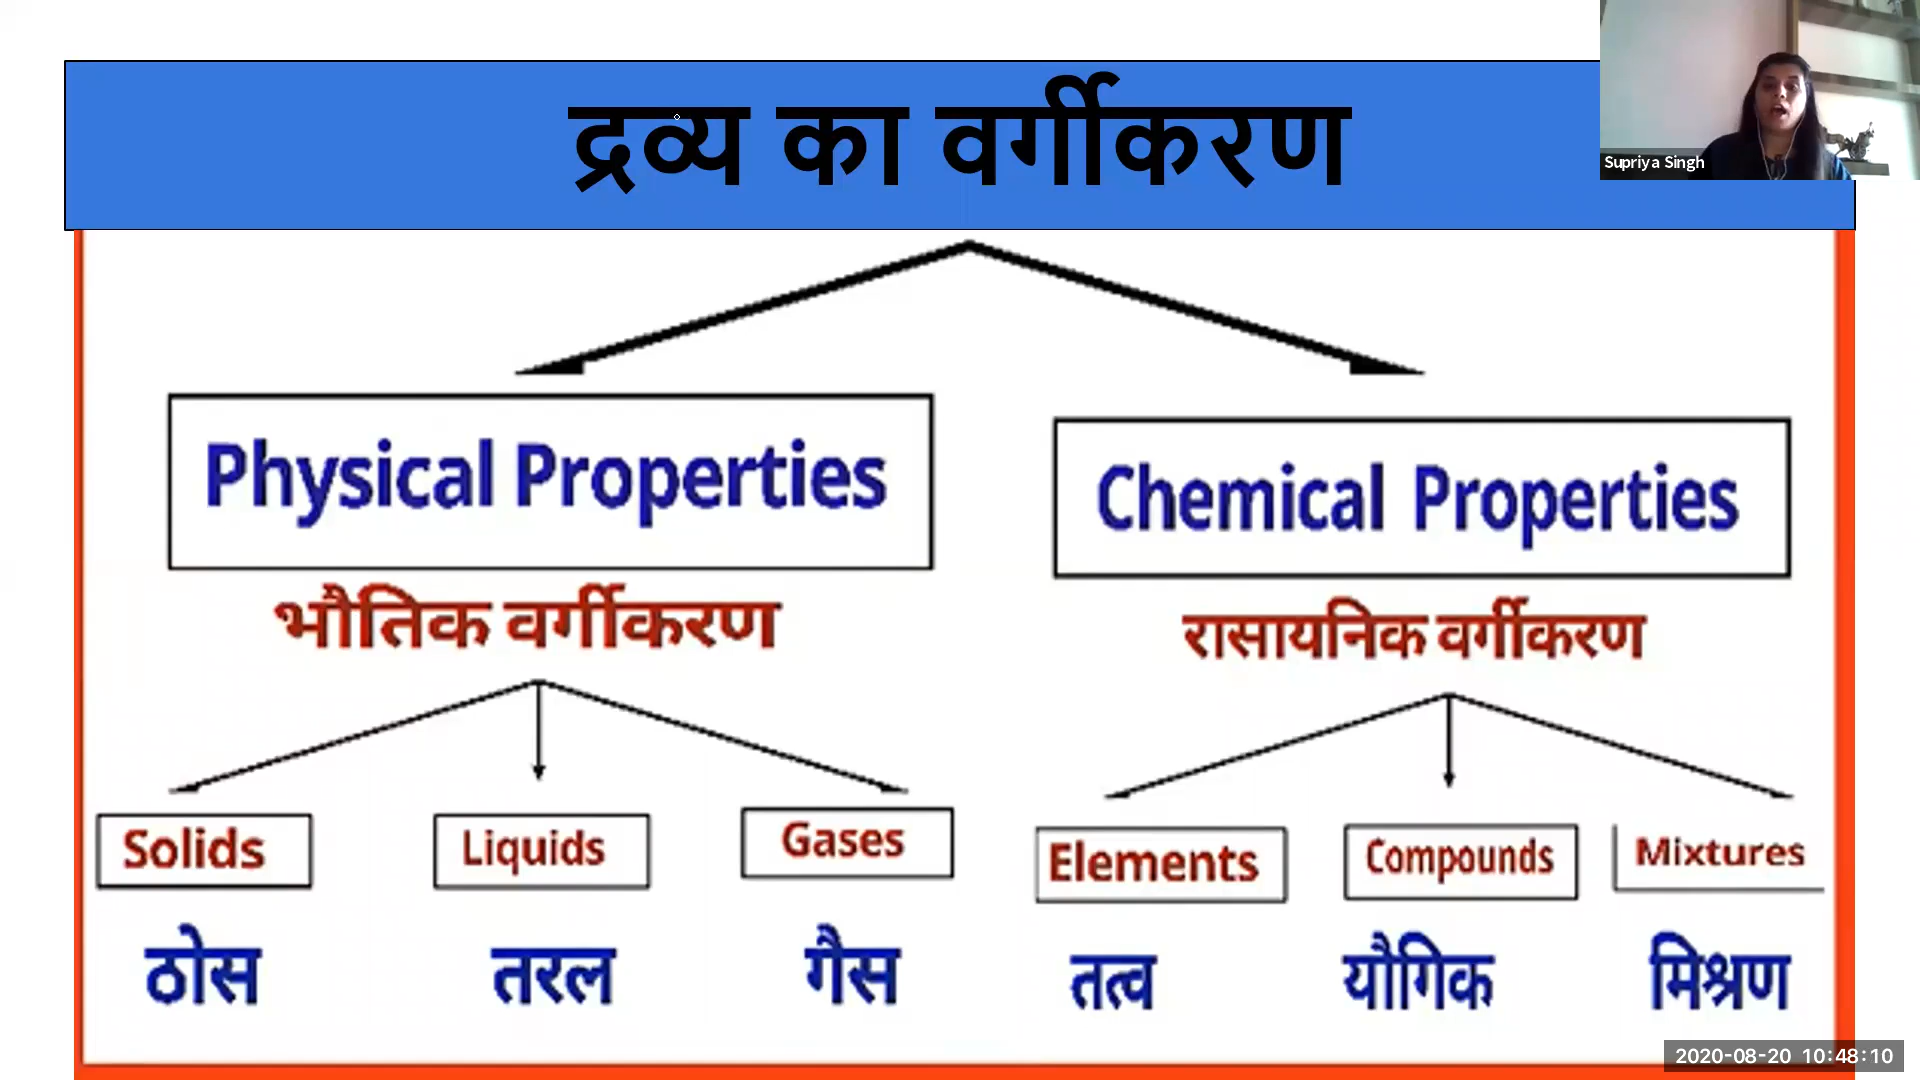 द्रव्य का वर्गीकरण
Supriya Singh
Physical Properties
Chemical Properties
भौतिक वर्गीकरण
रासायनिक वर्गीकरण
Solids
Liquids
Gases
Elements
Compounds
Mixtures
ठोस
तरल
गैस
तत्व
यौगिक
मिश्रण
2020-08-20 10:48:10